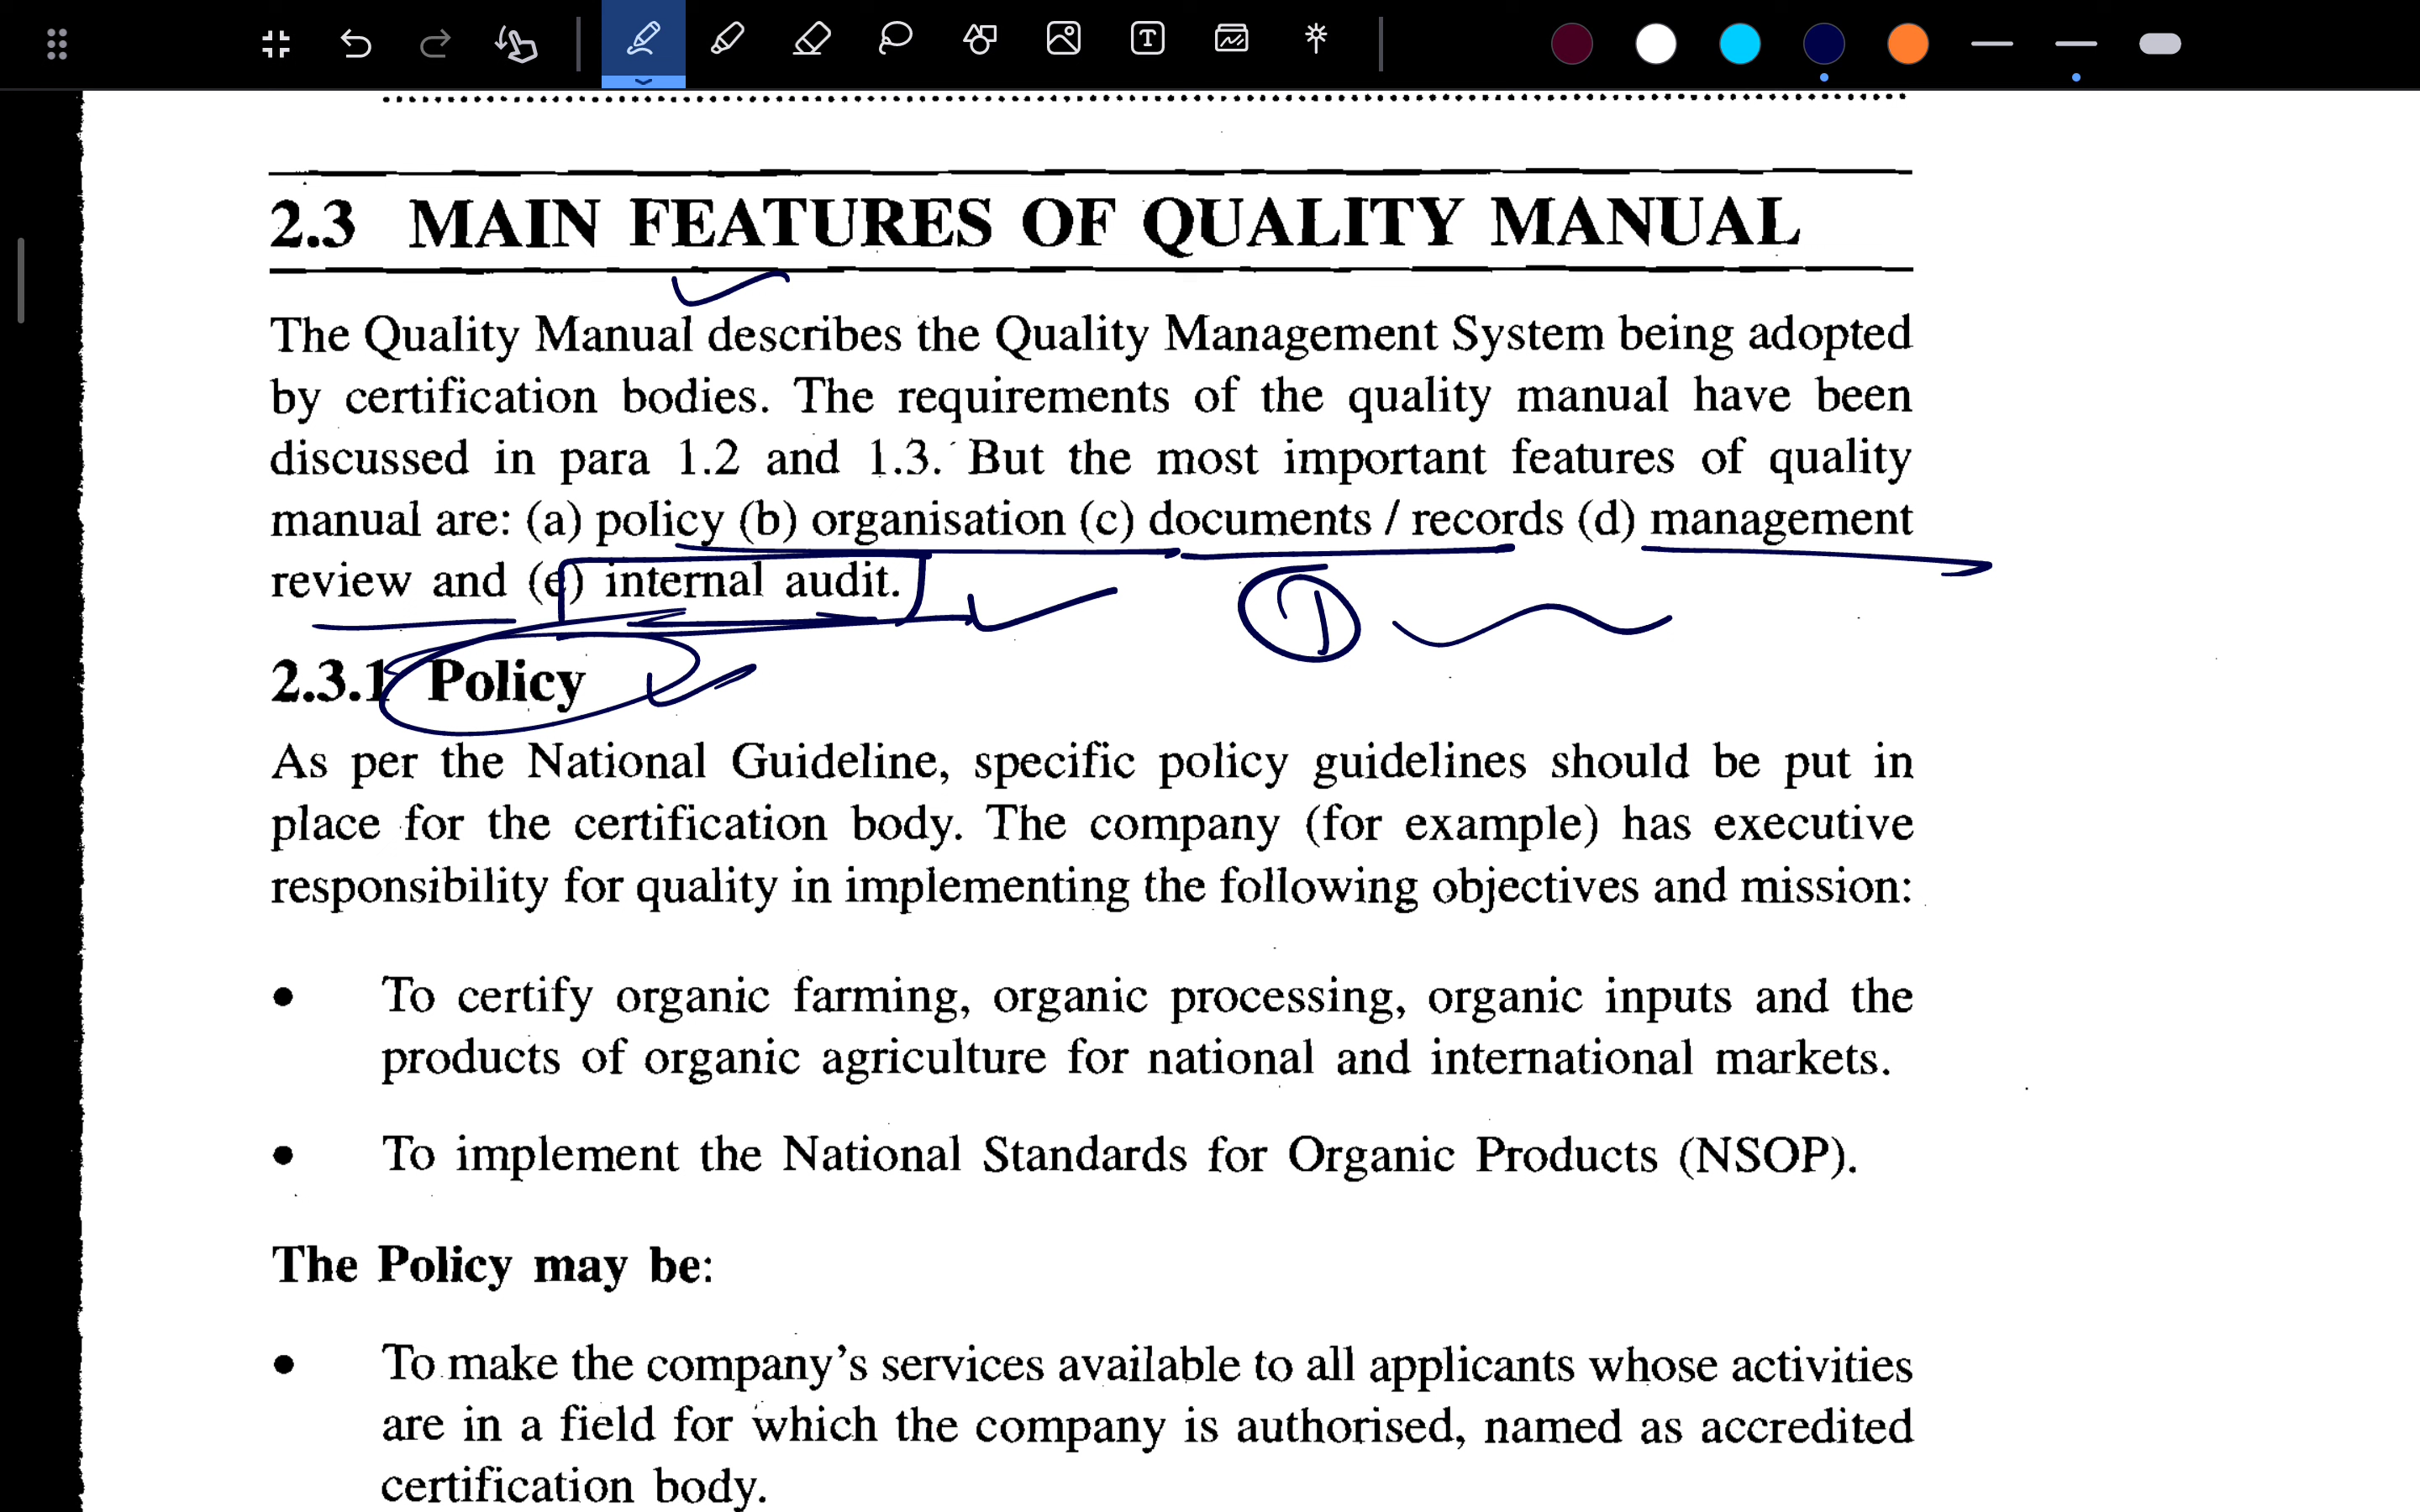 2.3 MAIN FEATURES OF QUALITY MANUAL
The Quality Manual describes the Quality Management System being adopted
by certification bodies. The requirements of the quality manual have been
discussed in para 1.2 and 1.3. But the most important features of quality
manual are: (a) policy (b) organisation (c) documents / records (d) management
review and (e) internal audit.
1
2.3.1 Policy
As per the National Guideline, specific policy guidelines should be put in
place for the certification body. The company (for example) has executive
responsibility for quality in implementing the following objectives and mission:
• To certify organic farming, organic processing, organic inputs and the
products of organic agriculture for national and international markets.
• To implement the National Standards for Organic Products (NSOP).
The Policy may be:
• To make the company's services available to all applicants whose activities
are in a field for which the company is authorised, named as accredited
certification body.